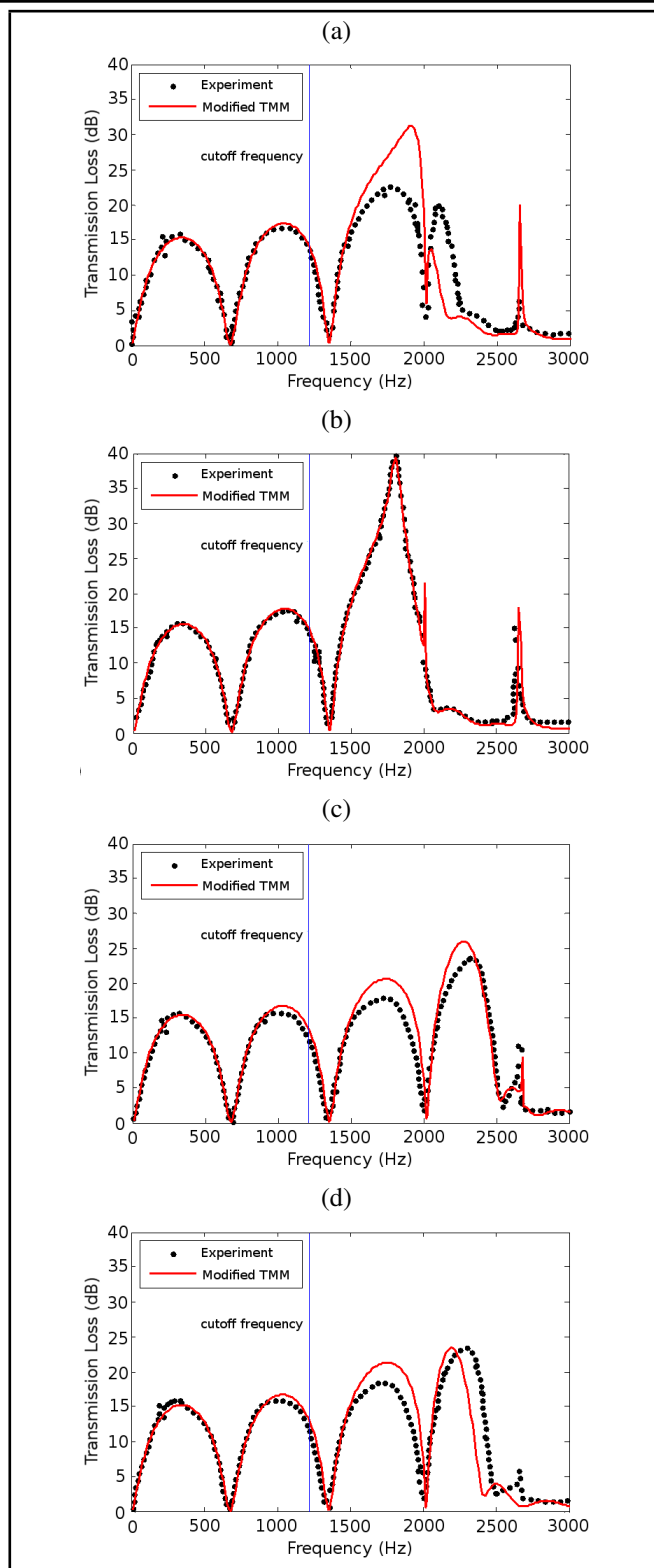 (a)
40
35
30
25
20
15
10
5
0
Transmission Loss (dB)
Experiment
Modified TMM
cutoff frequency
0 500 1000 1500 2000 2500 3000
Frequency (Hz)
(b)
40
35
30
25
20
15
10
5
0
Transmission Loss (dB)
Experiment
Modified TMM
cutoff frequency
0 500 1000 1500 2000 2500 3000
Frequency (Hz)
)
(c)
40
35
30
25
20
15
10
5
0
Transmission Loss (dB)
Experiment
Modified TMM
cutoff frequency
0 500 1000 1500 2000 2500 3000
Frequency (Hz)
(d)
40
35
30
25
20
15
10
5
0
Transmission Loss (dB)
Experiment
Modified TMM
cutoff frequency
0 500 1000 1500 2000 2500 3000
Frequency (Hz)